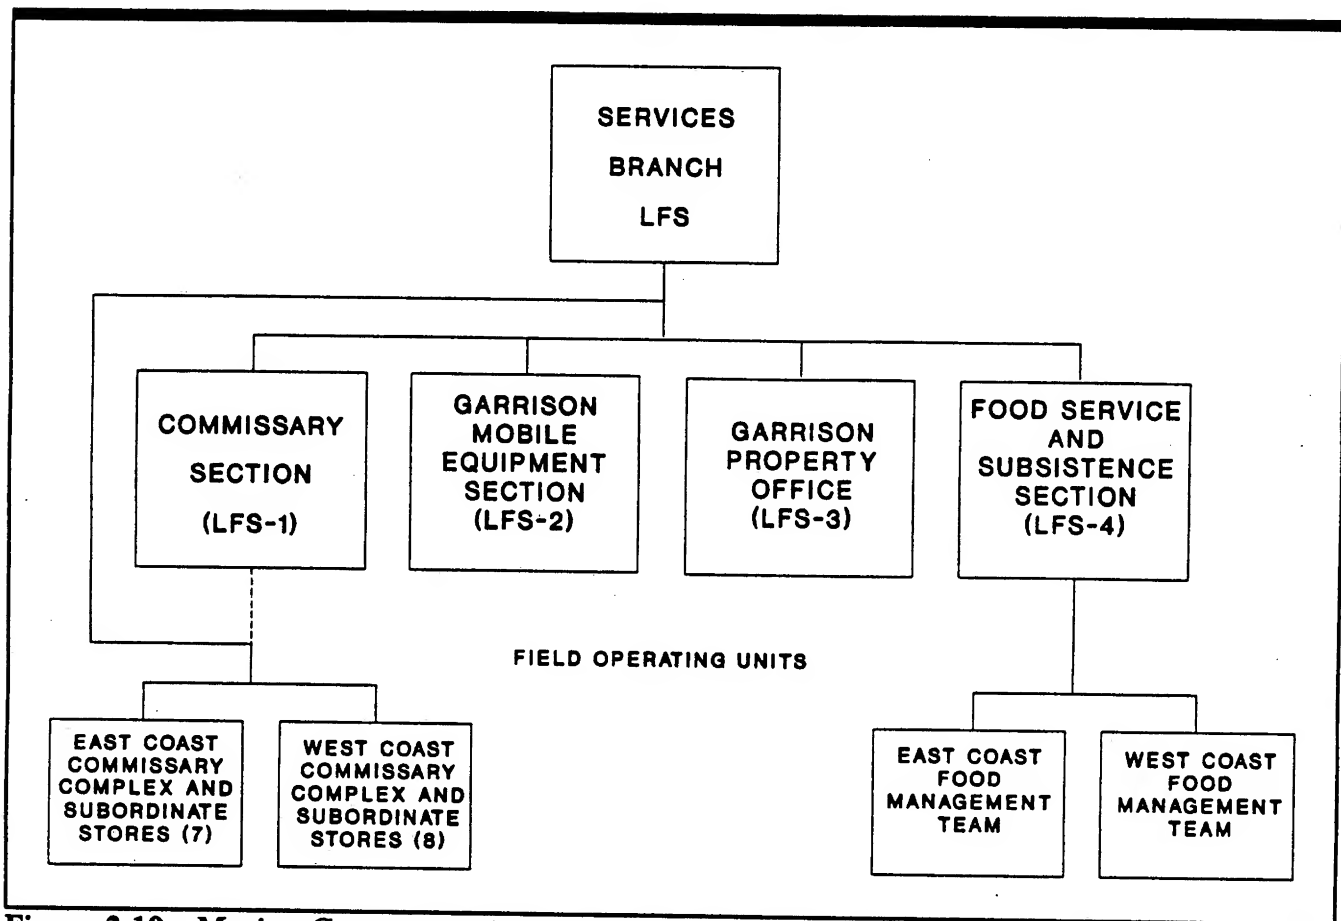 SERVICES
BRANCH
LFS
COMMISSARY
SECTION
(LFS-1)
GARRISON
MOBILE
EQUIPMENT
SECTION
(LFS-2)
GARRISON
PROPERTY
OFFICE
(LFS-3)
FOOD SERVICE
AND
SUBSISTENCE
SECTION
(LFS-4)
FIELD OPERATING UNITS
EAST COAST
COMMISSARY
COMPLEX AND
SUBORDINATE
STORES (7)
WEST COAST
COMMISSARY
COMPLEX AND
SUBORDINATE
STORES (8)
EAST COAST
FOOD
MANAGEMENT
TEAM
WEST COAST
FOOD
MANAGEMENT
TEAM